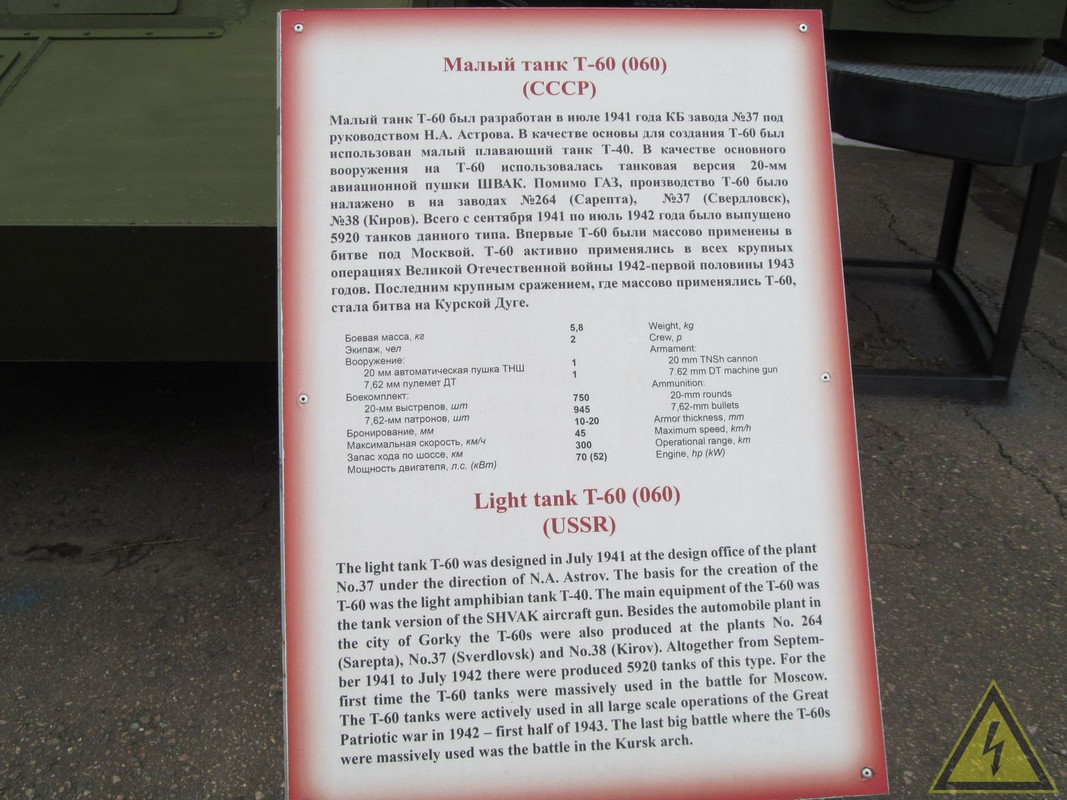 Малый танк Т-60 (060)
(СССР)
Малый танк Т-60 был разработан в июле 1941 года КБ завода №37 под
руководством Н.А. Астрова. В качестве основы для создания Т-60 был
использован малый плавающий танк Т-40. В качестве основного
вооружения на Т-60 использовалась танковая версия 20-мм
авиационной пушки ШВАК. Помимо ГАЗ, производство Т-60 было
налажено в на заводах №264 (Сарепта), №37 (Свердловск),
№38 (Киров). Всего с сентября 1941 по июль 1942 года было выпущено
5920 танков данного типа. Впервые Т-60 были массово применены в
битве под Москвой. Т-60 активно применялись в всех крупных
операциях Великой Отечественной войны 1942-первой половины 1943
годов. Последним крупным сражением, где массово применялись Т-60,
стала битва на Курской Дуге.
Боевая масса, кг 5,8 Weight, kg
Экипаж, чел 2 Crew, p
Вооружение: Armament:
20 мм автоматическая пушка ТНШ 1 20 mm TNSh cannon
7,62 мм пулемет ДТ 1 7.62 mm DT machine gun
Боекомплект: Ammunition:
20-мм выстрелов, шт 750 20-mm rounds
7,62-мм патронов, шт 945 7,62-mm bullets
Бронирование, мм 10-20 Armor thickness, mm
Максимальная скорость, км/ч 45 Maximum speed, km/h
Запас хода по шоссе, км 300 Operational range, km
Мощность двигателя, л.с. (кВт) 70 (52) Engine, hp (kW)
Light tank T-60 (060)
(USSR)
The light tank T-60 was designed in July 1941 at the design office of the plant
No.37 under the direction of N.A. Astrov. The basis for the creation of the
T-60 was the light amphibian tank T-40. The main equipment of the T-60 was
the tank version of the SHVAK aircraft gun. Besides the automobile plant in
the city of Gorky the T-60s were also produced at the plants No. 264
(Sarepta), No.37 (Sverdlovsk) and No.38 (Kirov). Altogether from Septem-
ber 1941 to July 1942 there were produced 5920 tanks of this type. For the
first time the T-60 tanks were massively used in the battle for Moscow.
The T-60 tanks were actively used in all large scale operations of the Great
Patriotic war in 1942 – first half of 1943. The last big battle where the T-60s
were massively used was the battle in the Kursk arch.